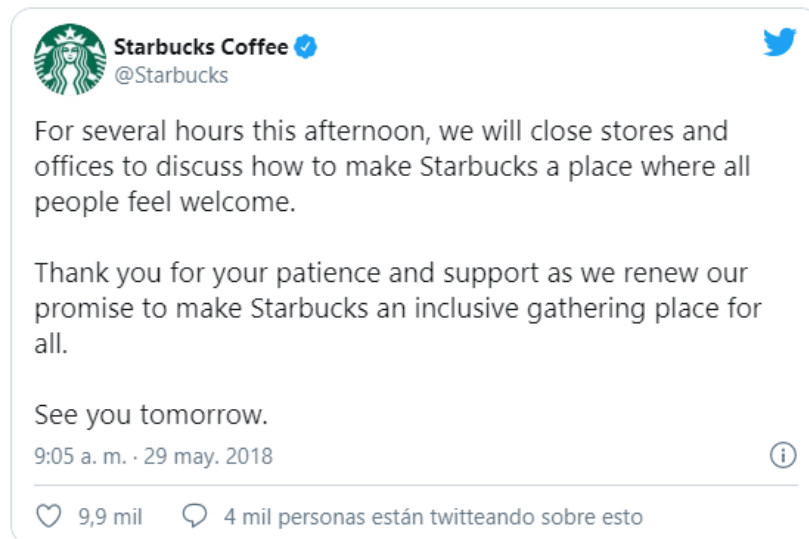 Starbucks Coffee
@Starbucks
For several hours this afternoon, we will close stores and
offices to discuss how to make Starbucks a place where all
people feel welcome.
Thank you for your patience and support as we renew our
promise to make Starbucks an inclusive gathering place for
all.
See you tomorrow.
9:05 a. m. · 29 may. 2018
9,9 mil 4 mil personas están twitteando sobre esto